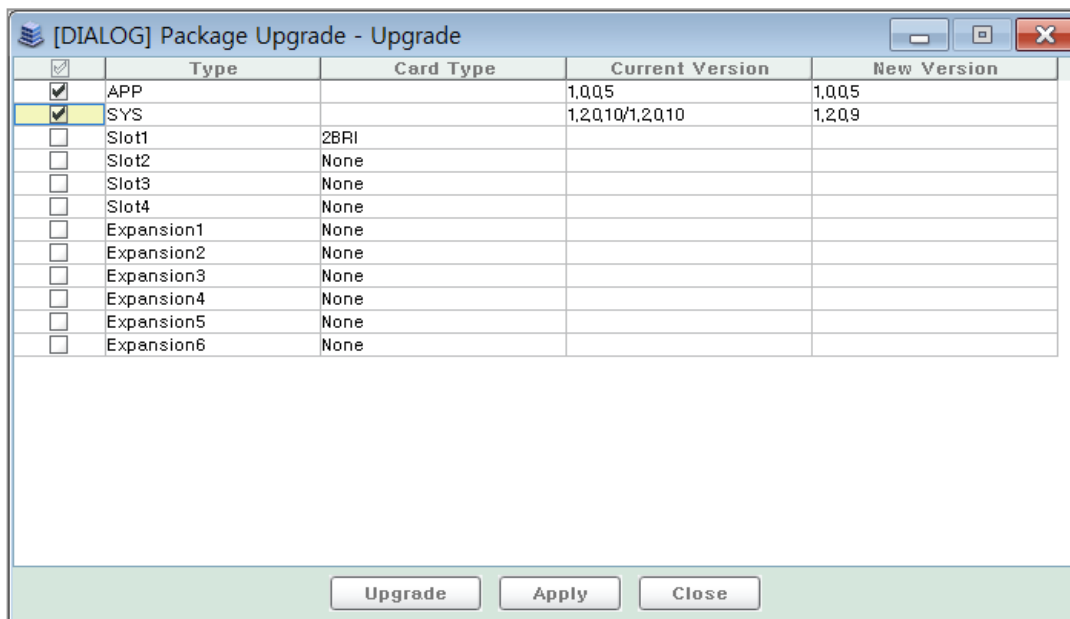 [DIALOG] Package Upgrade - Upgrade
Type Card Type Current Version New Version
APP 1,0,0,5 1,0,0,5
SYS 1,2,0,10/1,2,0,10 1,2,0,9
Slot1 2BRI
Slot2 None
Slot3 None
Slot4 None
Expansion1 None
Expansion2 None
Expansion3 None
Expansion4 None
Expansion5 None
Expansion6 None
Upgrade Apply Close